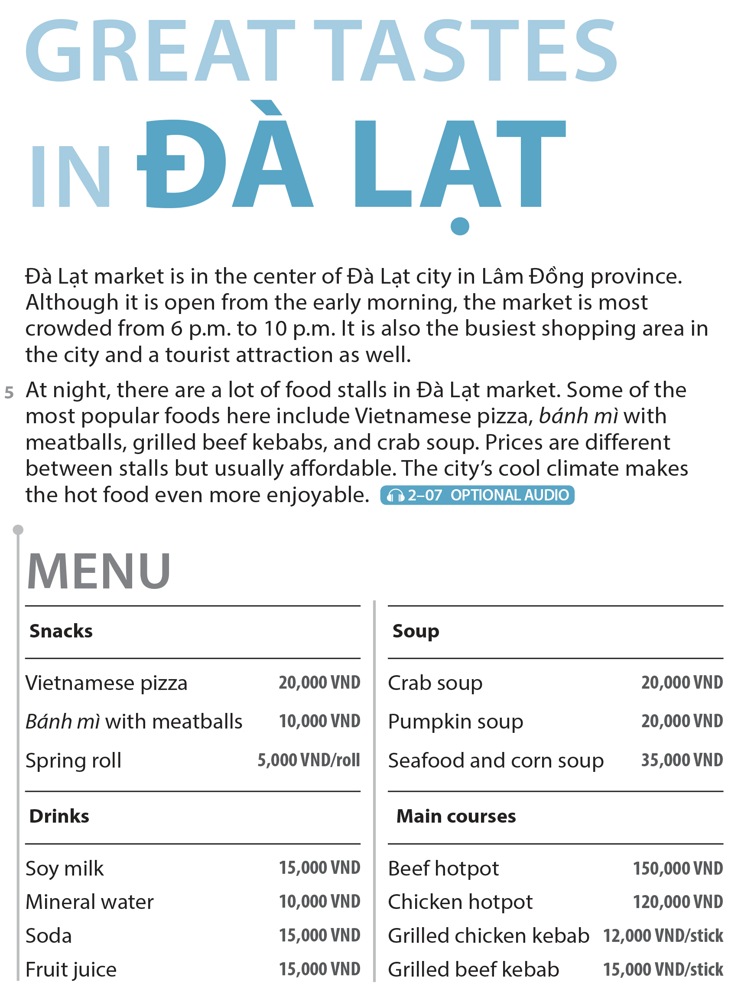 GREAT TASTES
IN ĐÀ LẠT
Đà Lạt market is in the center of Đà Lạt city in Lâm Đồng province.
Although it is open from the early morning, the market is most
crowded from 6 p.m. to 10 p.m. It is also the busiest shopping area in
the city and a tourist attraction as well.
5 At night, there are a lot of food stalls in Đà Lạt market. Some of the
most popular foods here include Vietnamese pizza, bánh mì with
meatballs, grilled beef kebabs, and crab soup. Prices are different
between stalls but usually affordable. The city’s cool climate makes
the hot food even more enjoyable. 2–07 OPTIONAL AUDIO
MENU
Snacks
Vietnamese pizza 20,000 VND
Bánh mì with meatballs 10,000 VND
Spring roll 5,000 VND/roll
Drinks
Soy milk 15,000 VND
Mineral water 10,000 VND
Soda 15,000 VND
Fruit juice 15,000 VND
Soup
Crab soup 20,000 VND
Pumpkin soup 20,000 VND
Seafood and corn soup 35,000 VND
Main courses
Beef hotpot 150,000 VND
Chicken hotpot 120,000 VND
Grilled chicken kebab 12,000 VND/stick
Grilled beef kebab 15,000 VND/stick